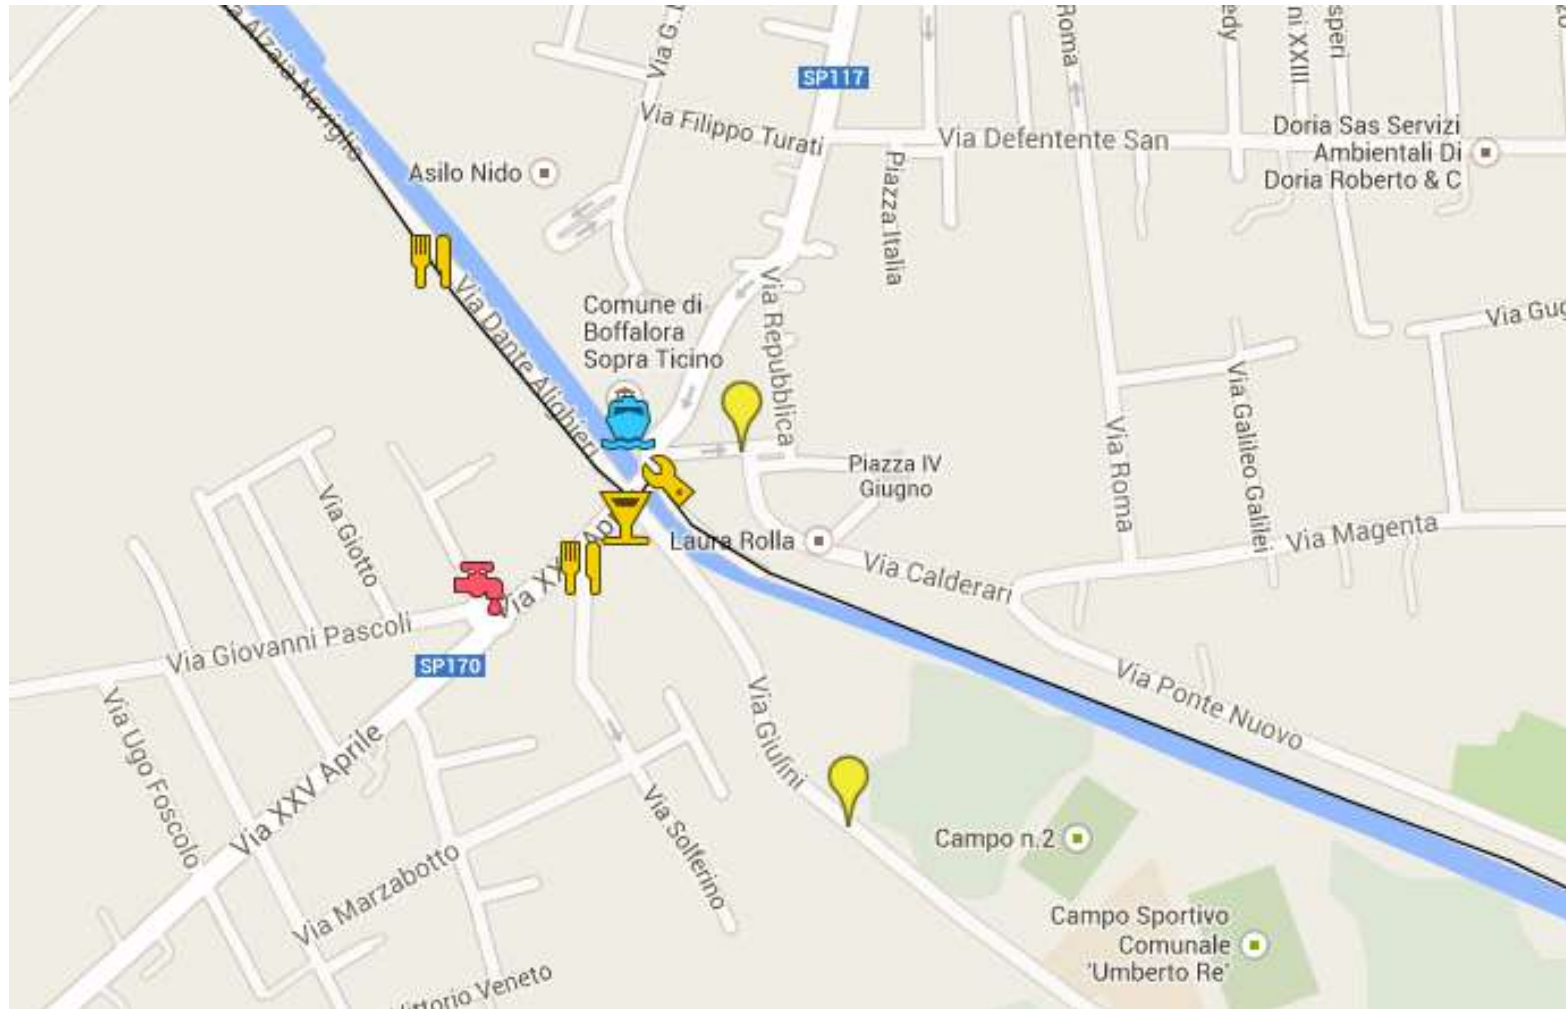 Alzaia Naviglio
Via G.
Roma
SP117
Via Filippo Turati
Via Defentente San
Doria Sas Servizi
Ambientali Di
Doria Roberto & C
Asilo Nido
Piazza Italia
Via Dante Alighieri
Comune di
Boffalora
Sopra Ticino
Via Repubblica
Via Roma
Via Galileo Galilei
Piazza IV
Giugno
Laura Rolla
Via Magenta
Via Calderari
Via Giotto
Via Giovanni Pascoli
SP170
Via Ponte Nuovo
Via Giulini
Via Ugo Foscolo
Via XXV Aprile
Via Solferino
Via Marzabotto
Campo n.2
Campo Sportivo
Comunale
'Umberto Re'
Vittorio Veneto